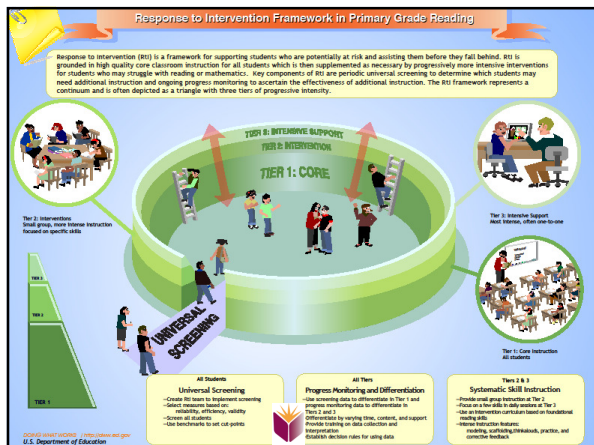 Response to Intervention Framework in Primary Grade Reading
Response to Intervention (RtI) is a framework for supporting students who are potentially at risk and assisting them before they fall behind. RtI is
grounded in high quality core classroom instruction for all students which is then supplemented as necessary by progressively more intensive interventions
for students who may struggle with reading or mathematics. Key components of RtI are periodic universal screening to determine which students may
need additional instruction and ongoing progress monitoring to ascertain the effectiveness of additional instruction. The RtI framework represents a
continuum and is often depicted as a triangle with three tiers of progressive intensity.
TIER 3: INTENSIVE SUPPORT
TIER 2: INTERVENTION
TIER 1: CORE
Tier 2: Interventions
Small group, more intense instruction
focused on specific skills
Tier 3: Intensive Support
Most intense, often one-to-one
TIER 3
TIER 2
TIER 1
UNIVERSAL
SCREENING
Tier 1: Core Instruction
All students
All Students
Universal Screening
Create RtI team to implement screening
Select measures based on:
reliability, efficiency, validity
Screen all students
Use benchmarks to set cut-points
All Tiers
Progress Monitoring and Differentiation
Use screening data to differentiate in Tier 1 and
progress monitoring data to differentiate in
Tiers 2 and 3
Differentiate by varying time, content, and support
Provide training on data collection and
interpretation
Establish decision rules for using data
Tiers 2 & 3
Systematic Skill Instruction
Provide small group instruction at Tier 2
Focus on a few skills in daily sessions at Tier 3
Use an intervention curriculum based on foundational
reading skills
Intense instruction features:
modeling, scaffolding, thinkalouds, practice, and
corrective feedback
DOING WHAT WORKS http://dww.ed.gov
U.S. Department of Education